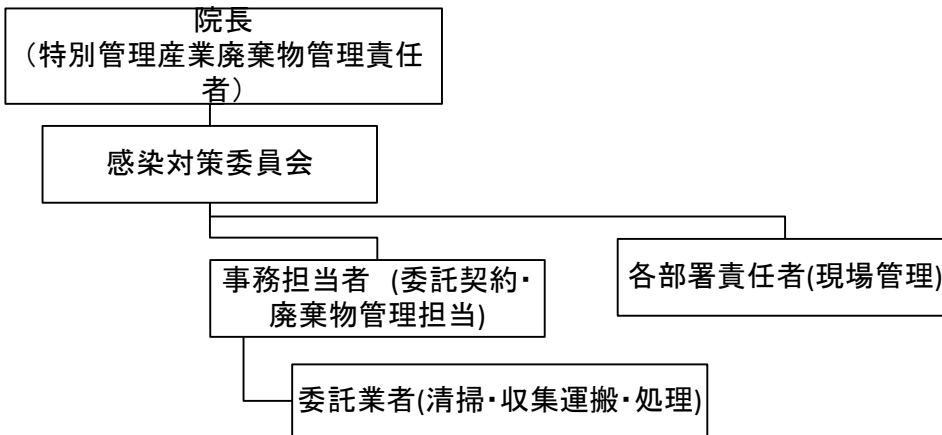 院長
（特別管理産業廃棄物管理責任
者）
感染対策委員会
事務担当者 (委託契約・
廃棄物管理担当)
各部署責任者(現場管理)
委託業者(清掃・収集運搬・処理)